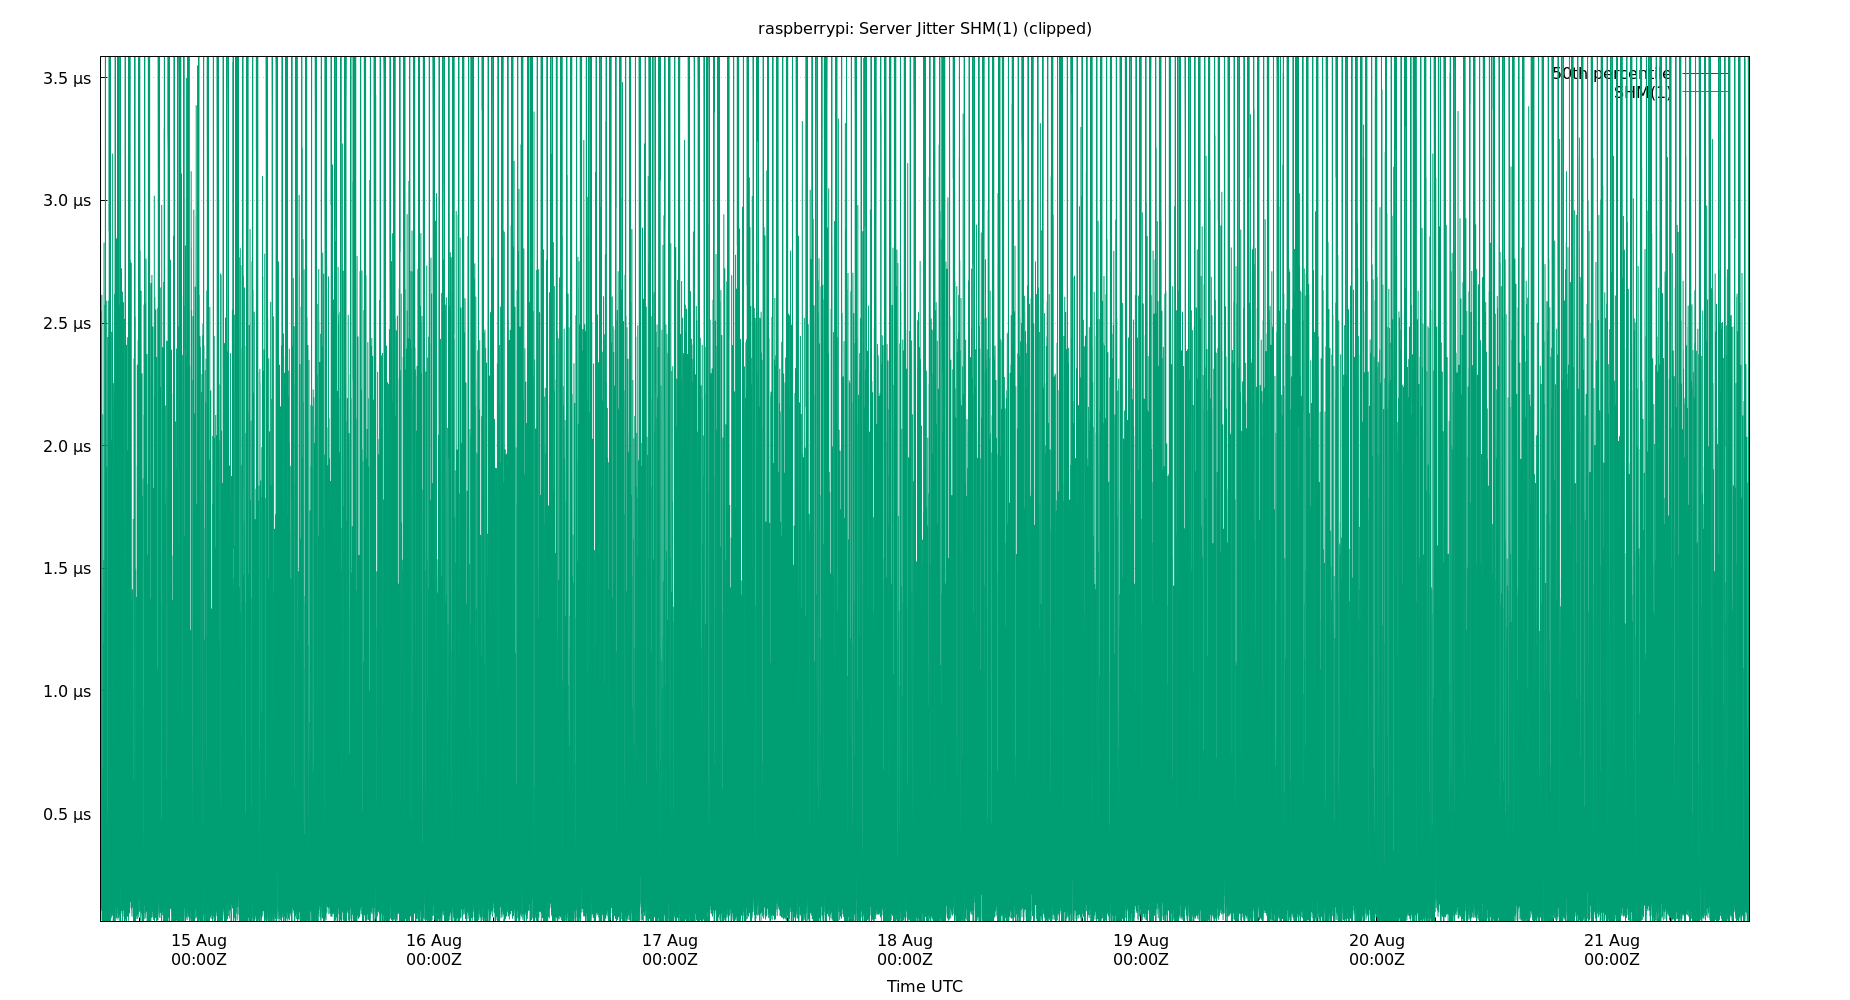 raspberrypi: Server Jitter SHM(1) (clipped)
3.5 µs
3.0 µs
2.5 µs
2.0 µs
1.5 µs
1.0 µs
0.5 µs
50th percentile
SHM(1)
15 Aug 16 Aug 17 Aug 18 Aug 19 Aug 20 Aug 21 Aug
00:00Z 00:00Z 00:00Z 00:00Z 00:00Z 00:00Z 00:00Z
Time UTC